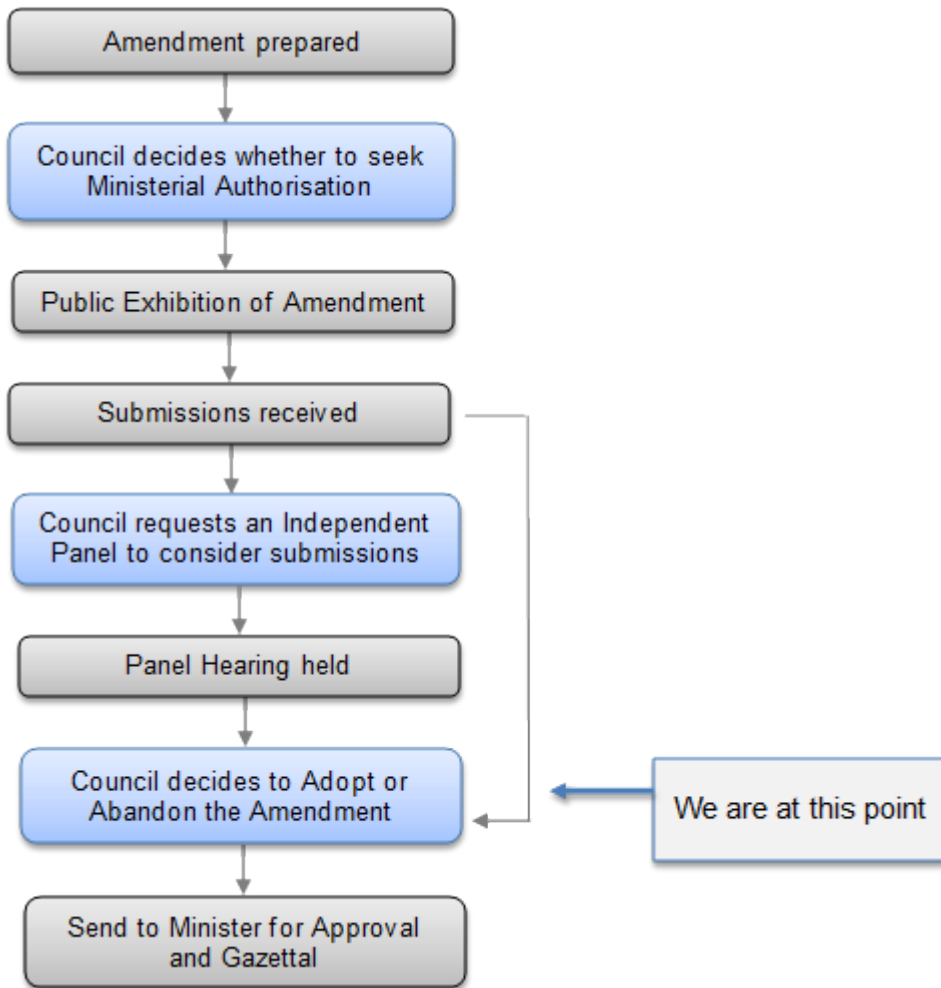 Amendment prepared
Council decides whether to seek
Ministerial Authorisation
Public Exhibition of Amendment
Submissions received
Council requests an Independent
Panel to consider submissions
Panel Hearing held
Council decides to Adopt or
Abandon the Amendment
We are at this point
Send to Minister for Approval
and Gazettal